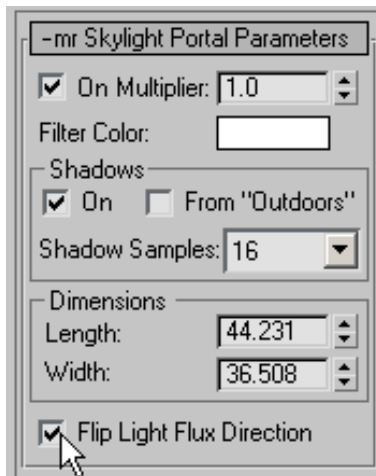 -mr Skylight Portal Parameters
On Multiplier: 1.0
Filter Color:
Shadows
On From "Outdoors"
Shadow Samples: 16
Dimensions
Length: 44.231
Width: 36.508
Flip Light Flux Direction